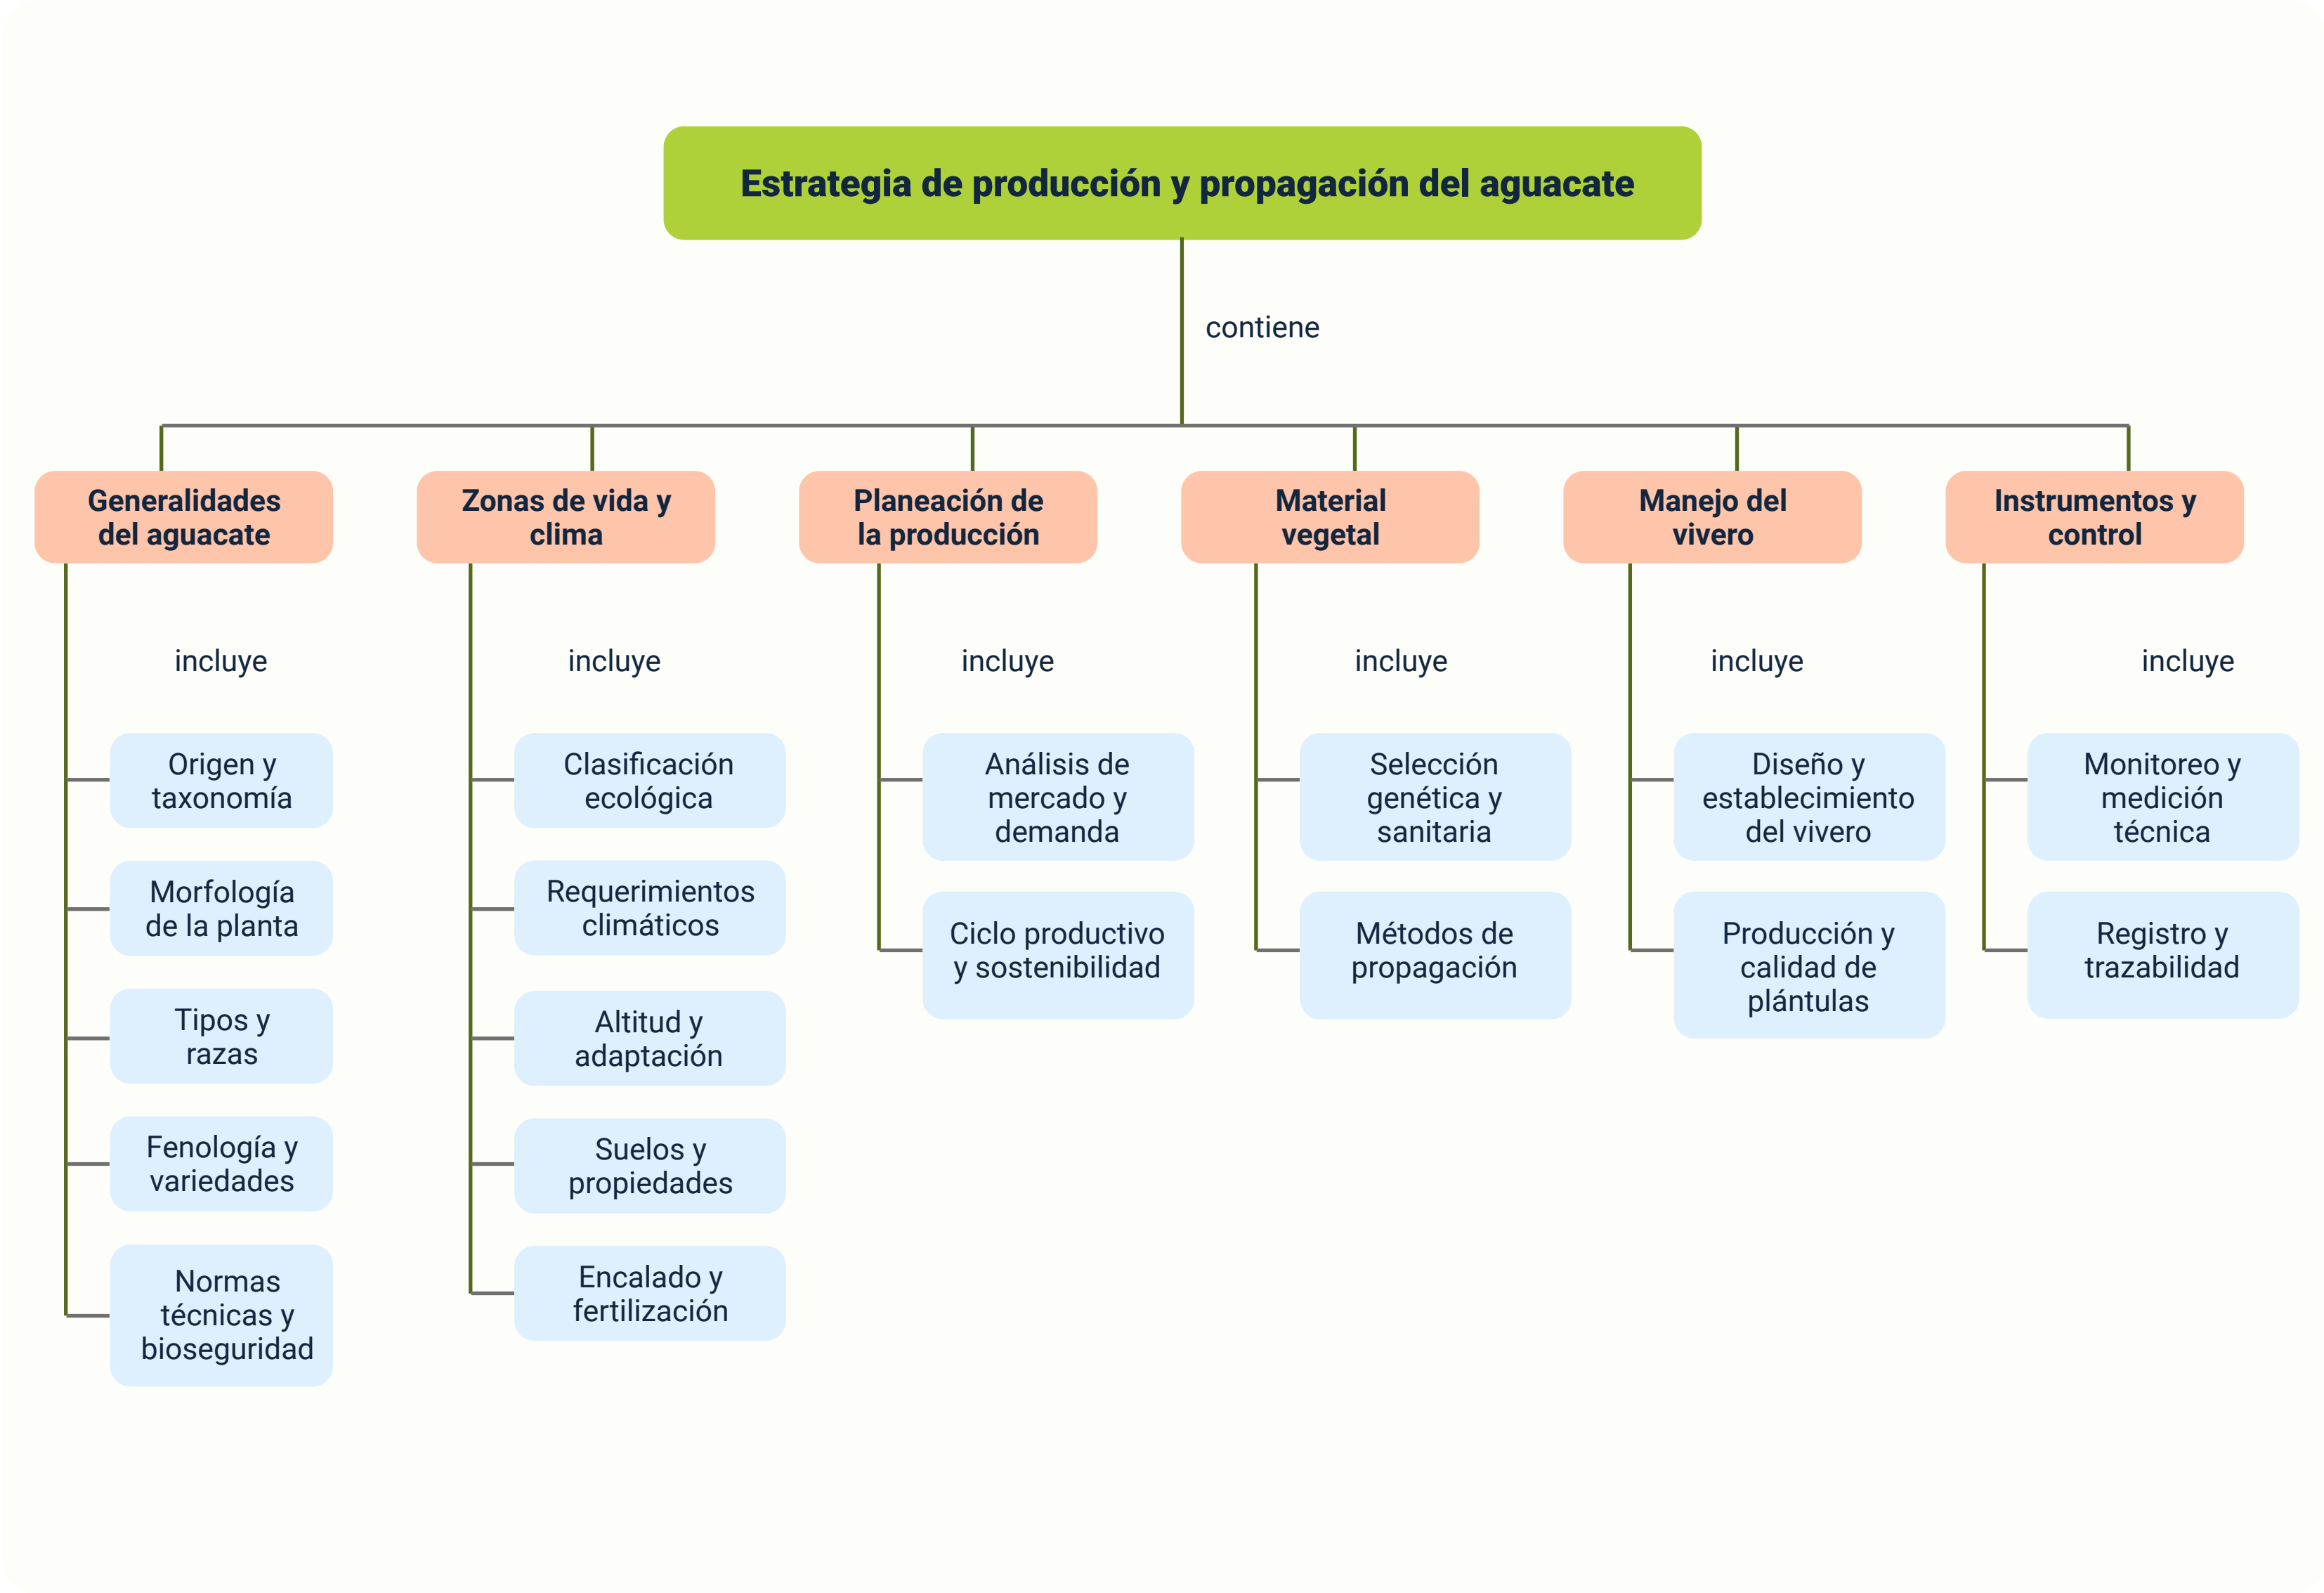 Estrategia de producción y propagación del aguacate
contiene
Generalidades
del aguacate
incluye
Origen y
taxonomía
Morfología
de la planta
Tipos y
razas
Fenología y
variedades
Normas
técnicas y
bioseguridad
Zonas de vida y
clima
incluye
Clasificación
ecológica
Requerimientos
climáticos
Altitud y
adaptación
Suelos y
propiedades
Encalado y
fertilización
Planeación de
la producción
incluye
Análisis de
mercado y
demanda
Ciclo productivo
y sostenibilidad
Material
vegetal
incluye
Selección
genética y
sanitaria
Métodos de
propagación
Manejo del
vivero
incluye
Diseño y
establecimiento
del vivero
Producción y
calidad de
plántulas
Instrumentos y
control
incluye
Monitoreo y
medición
técnica
Registro y
trazabilidad